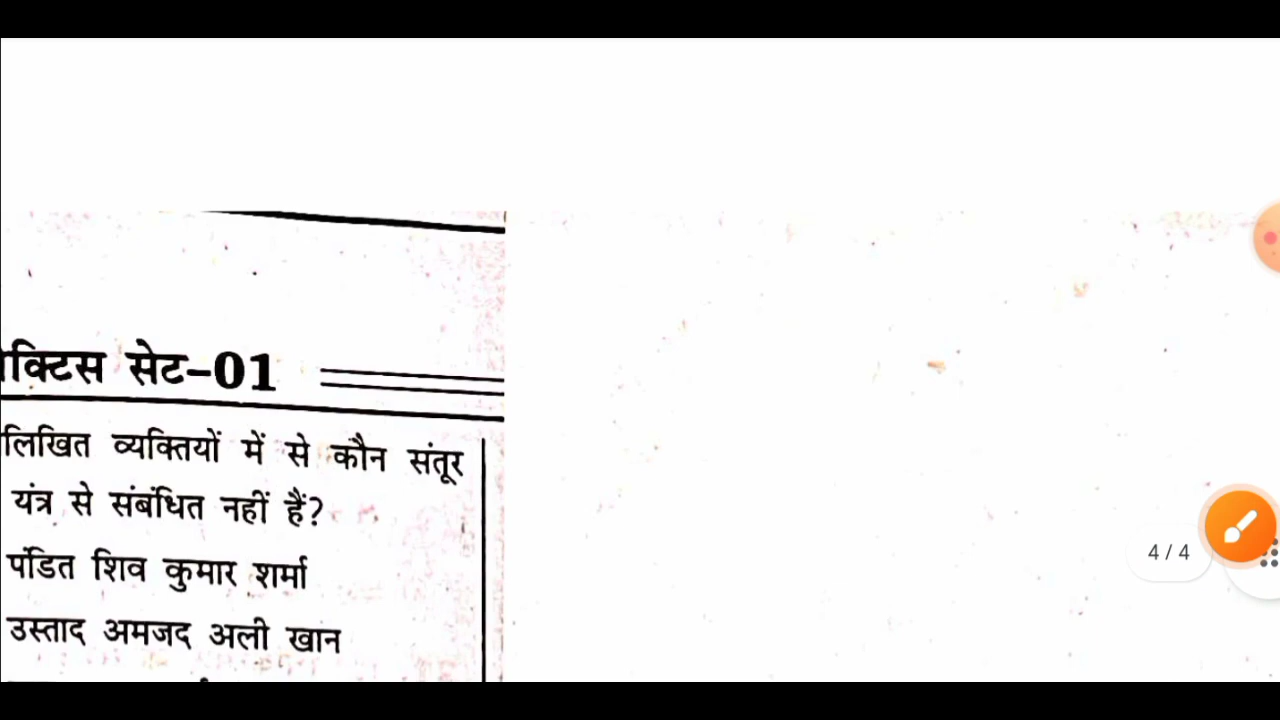 क्टिस सेट-01
लिखित व्यक्तियों में से कौन संतूर
यंत्र से संबंधित नहीं हैं?
पंडित शिव कुमार शर्मा
उस्ताद अमजद अली खान
4 / 4